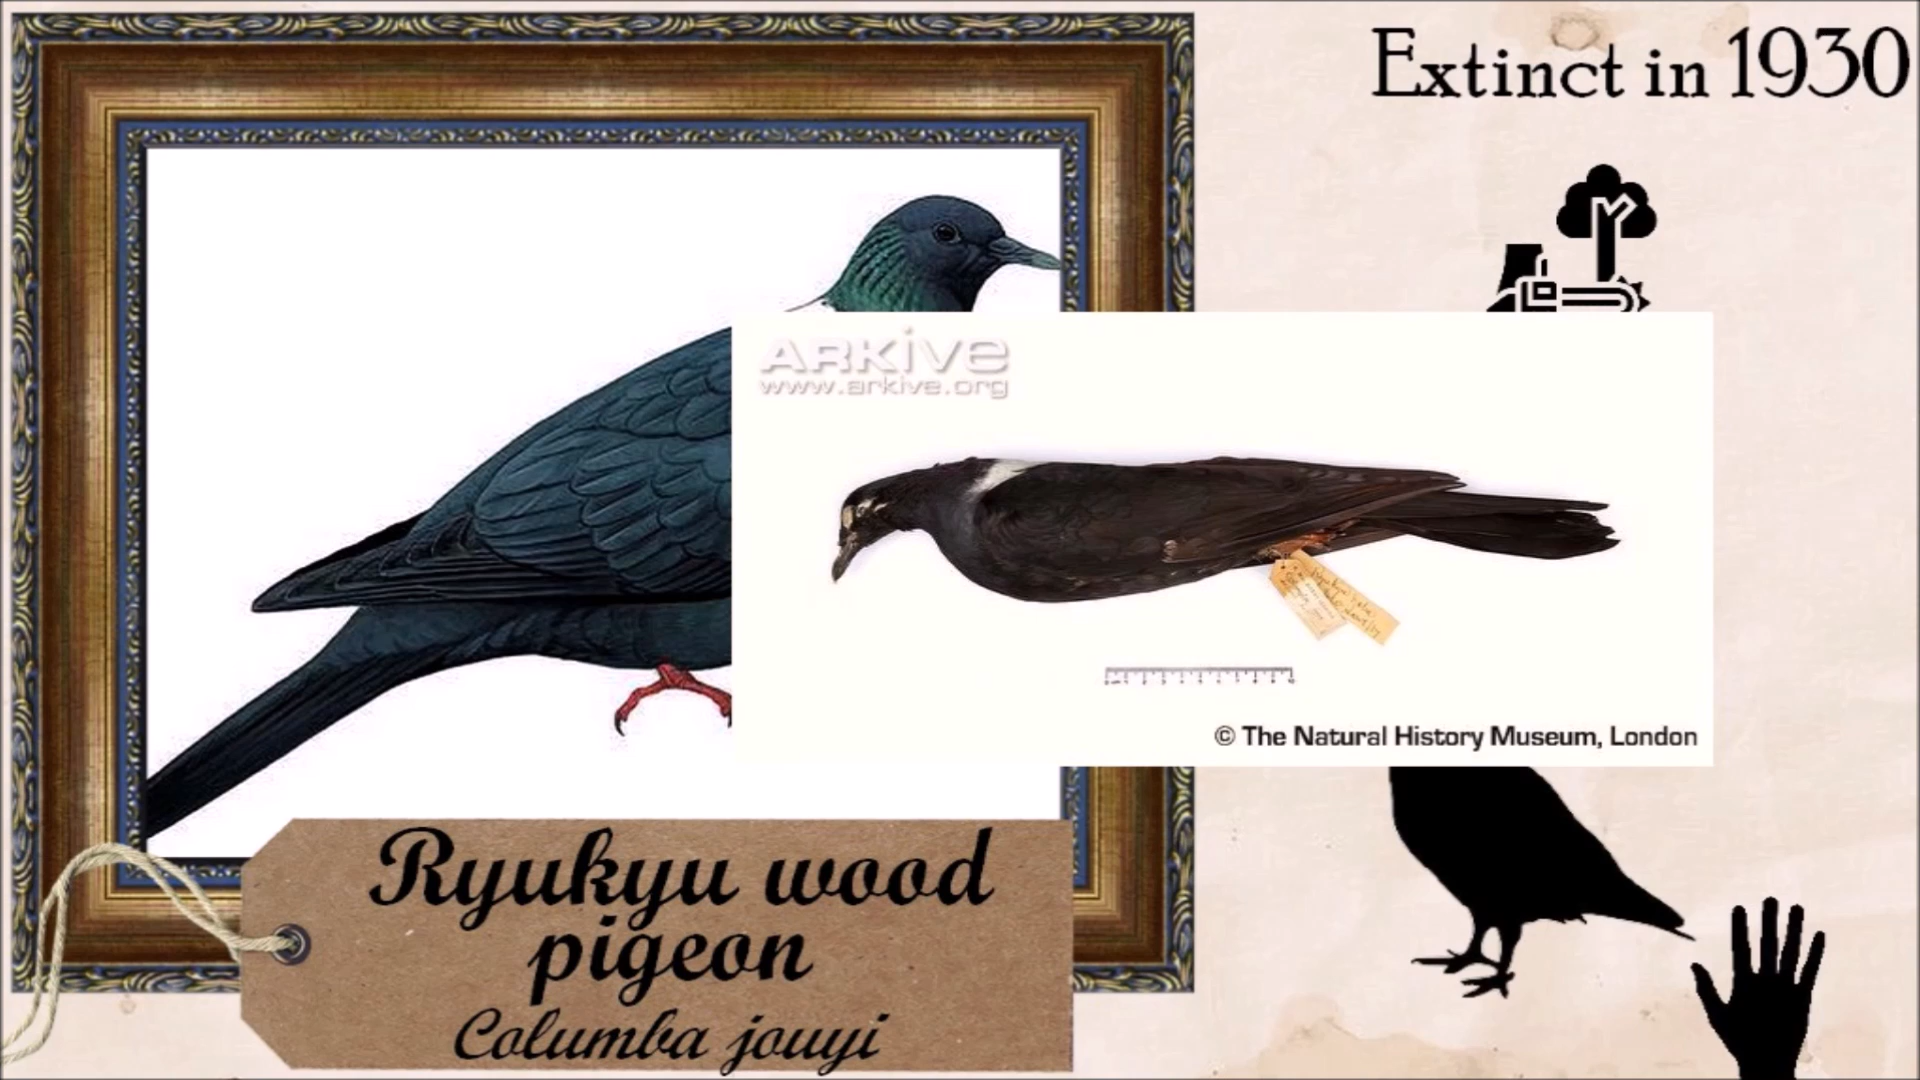 Extinct in 1930
ARKive
www.arkive.org
© The Natural History Museum, London
Ryukyu wood
pigeon
Columba jouyi